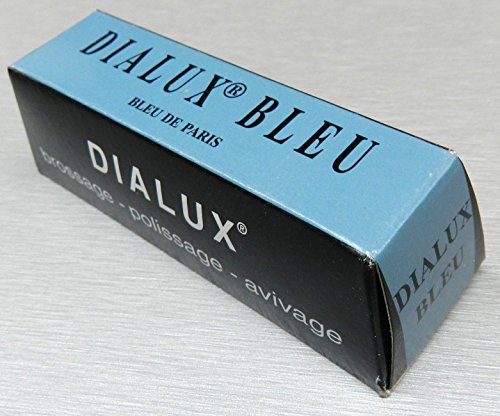 DIALUX® BLEU
BLEU DE PARIS
DIALUX®
brossage - polissage - avivage
DIALUX
BLEU